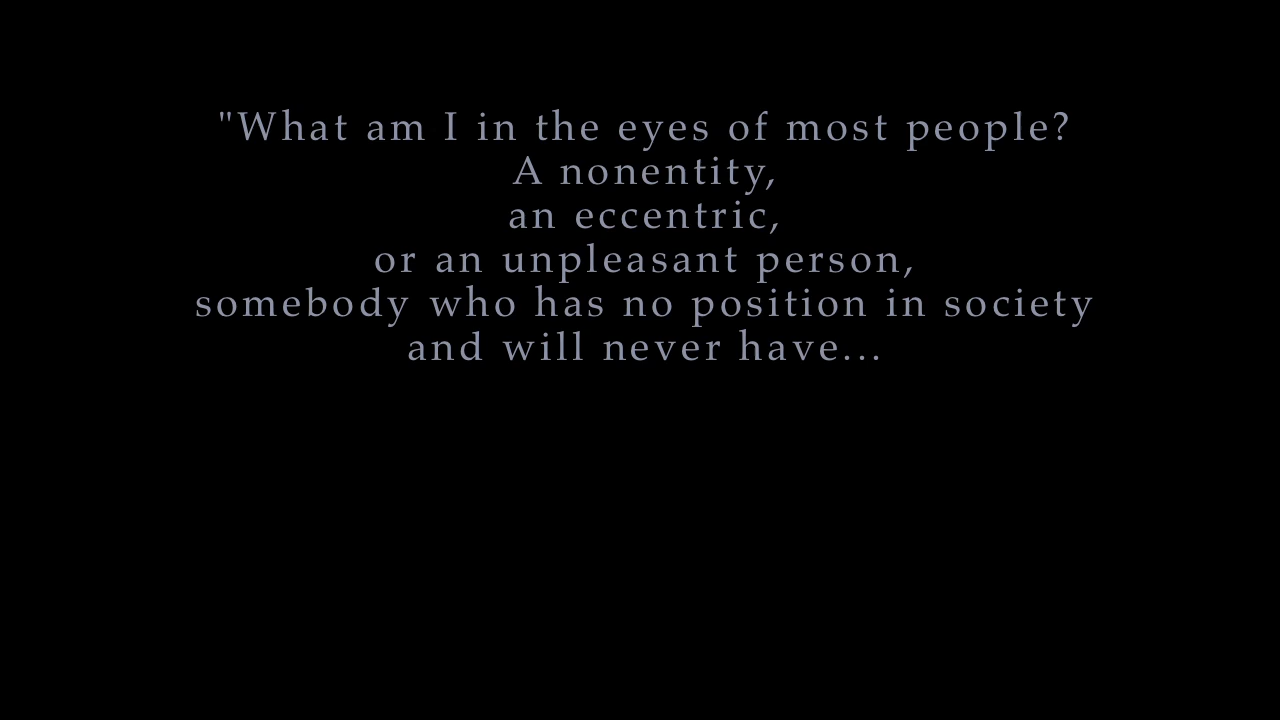 "What am I in the eyes of most people?
A nonentity,
an eccentric,
or an unpleasant person,
somebody who has no position in society
and will never have...